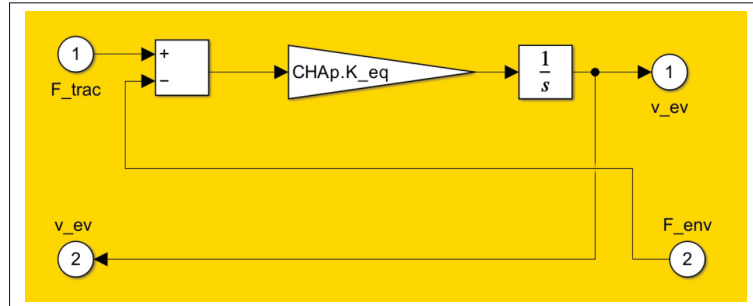 1
F_trac
+
−
CHAp.K_eq
1
s
1
v_ev
v_ev
2
F_env
2